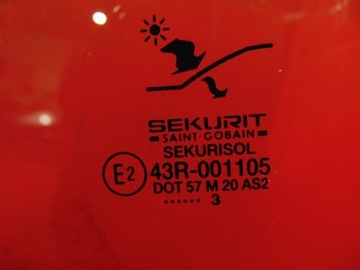 SEKURIT
SAINT-GOBAIN
SEKURISOL
E2 43R-001105
DOT 57 M 20 AS2
...... 3